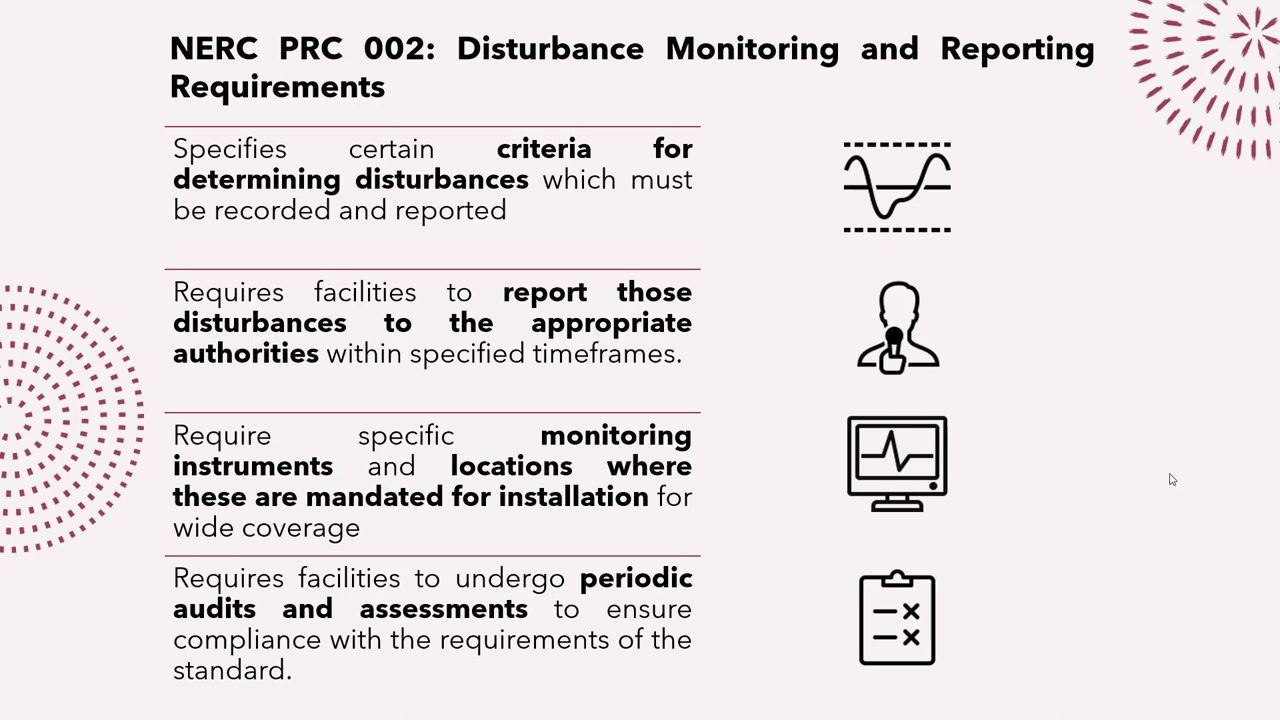 NERC PRC 002: Disturbance Monitoring and Reporting
Requirements
Specifies certain criteria for
determining disturbances which must
be recorded and reported
Requires facilities to report those
disturbances to the appropriate
authorities within specified timeframes.
Require specific monitoring
instruments and locations where
these are mandated for installation for
wide coverage
Requires facilities to undergo periodic
audits and assessments to ensure
compliance with the requirements of the
standard.